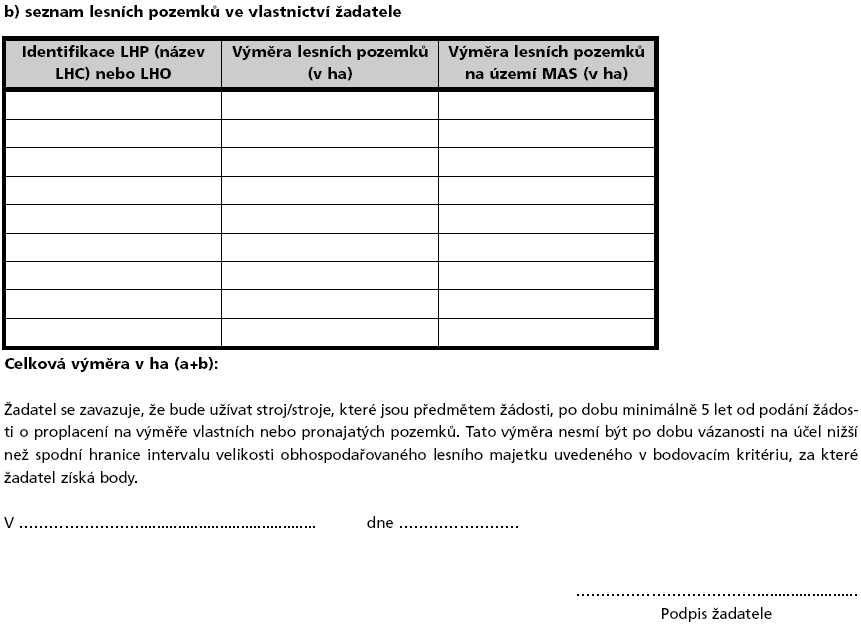 b) seznam lesních pozemků ve vlastnictví žadatele
Identifikace LHP (název
LHC) nebo LHO
Výměra lesních pozemků
(v ha)
Výměra lesních pozemků
na území MAS (v ha)
Celková výměra v ha (a+b):
Žadatel se zavazuje, že bude užívat stroj/stroje, které jsou předmětem žádosti, po dobu minimálně 5 let od podání žádos-
ti o proplacení na výměře vlastních nebo pronajatých pozemků. Tato výměra nesmí být po dobu vázanosti na účel nižší
než spodní hranice intervalu velikosti obhospodařovaného lesního majetku uvedeného v bodovacím kritériu, za které
žadatel získá body.
V ............................................................... dne ........................
...........................................................
Podpis žadatele